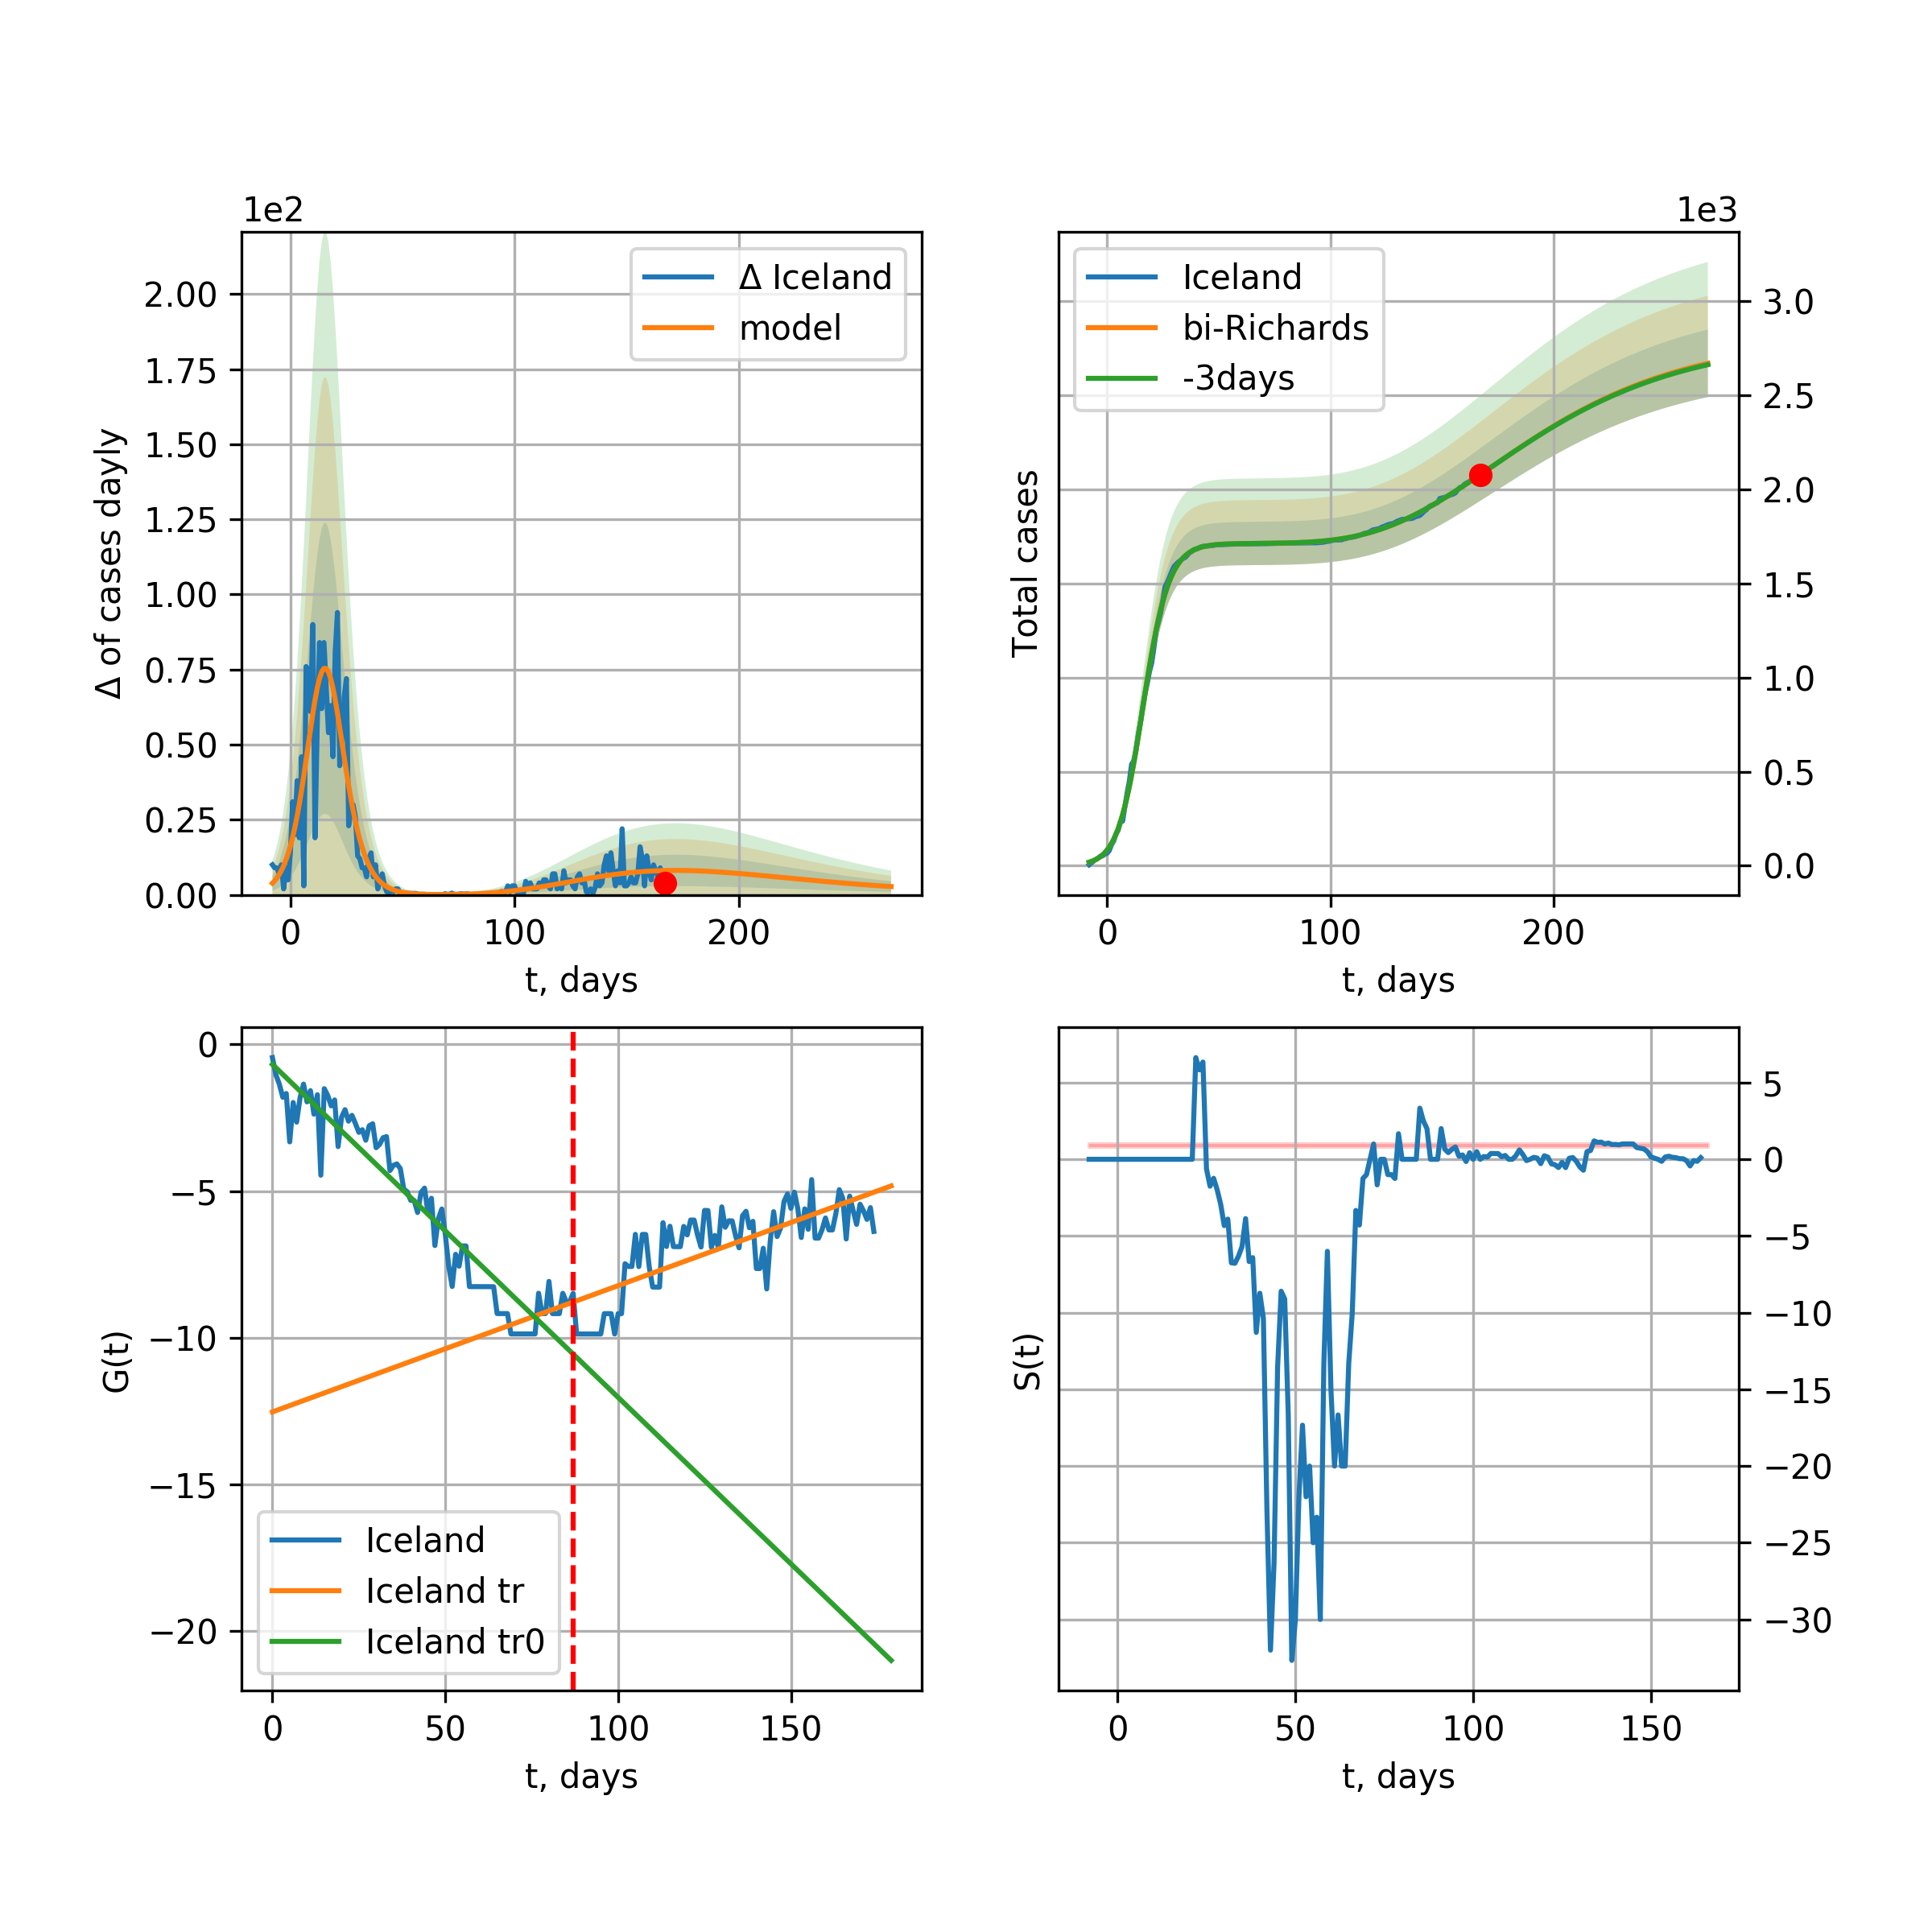 1e2
Δ of cases dayly
2.00
1.75
1.50
1.25
1.00
0.75
0.50
0.25
0.00
Δ Iceland
model
0 100 200
t, days
1e3
Total cases
Iceland
bi-Richards
-3days
3.0
2.5
2.0
1.5
1.0
0.5
0.0
0 100 200
t, days
G(t)
0
−5
−10
−15
−20
Iceland
Iceland tr
Iceland tr0
0 50 100 150
t, days
S(t)
5
0
−5
−10
−15
−20
−25
−30
0 50 100 150
t, days